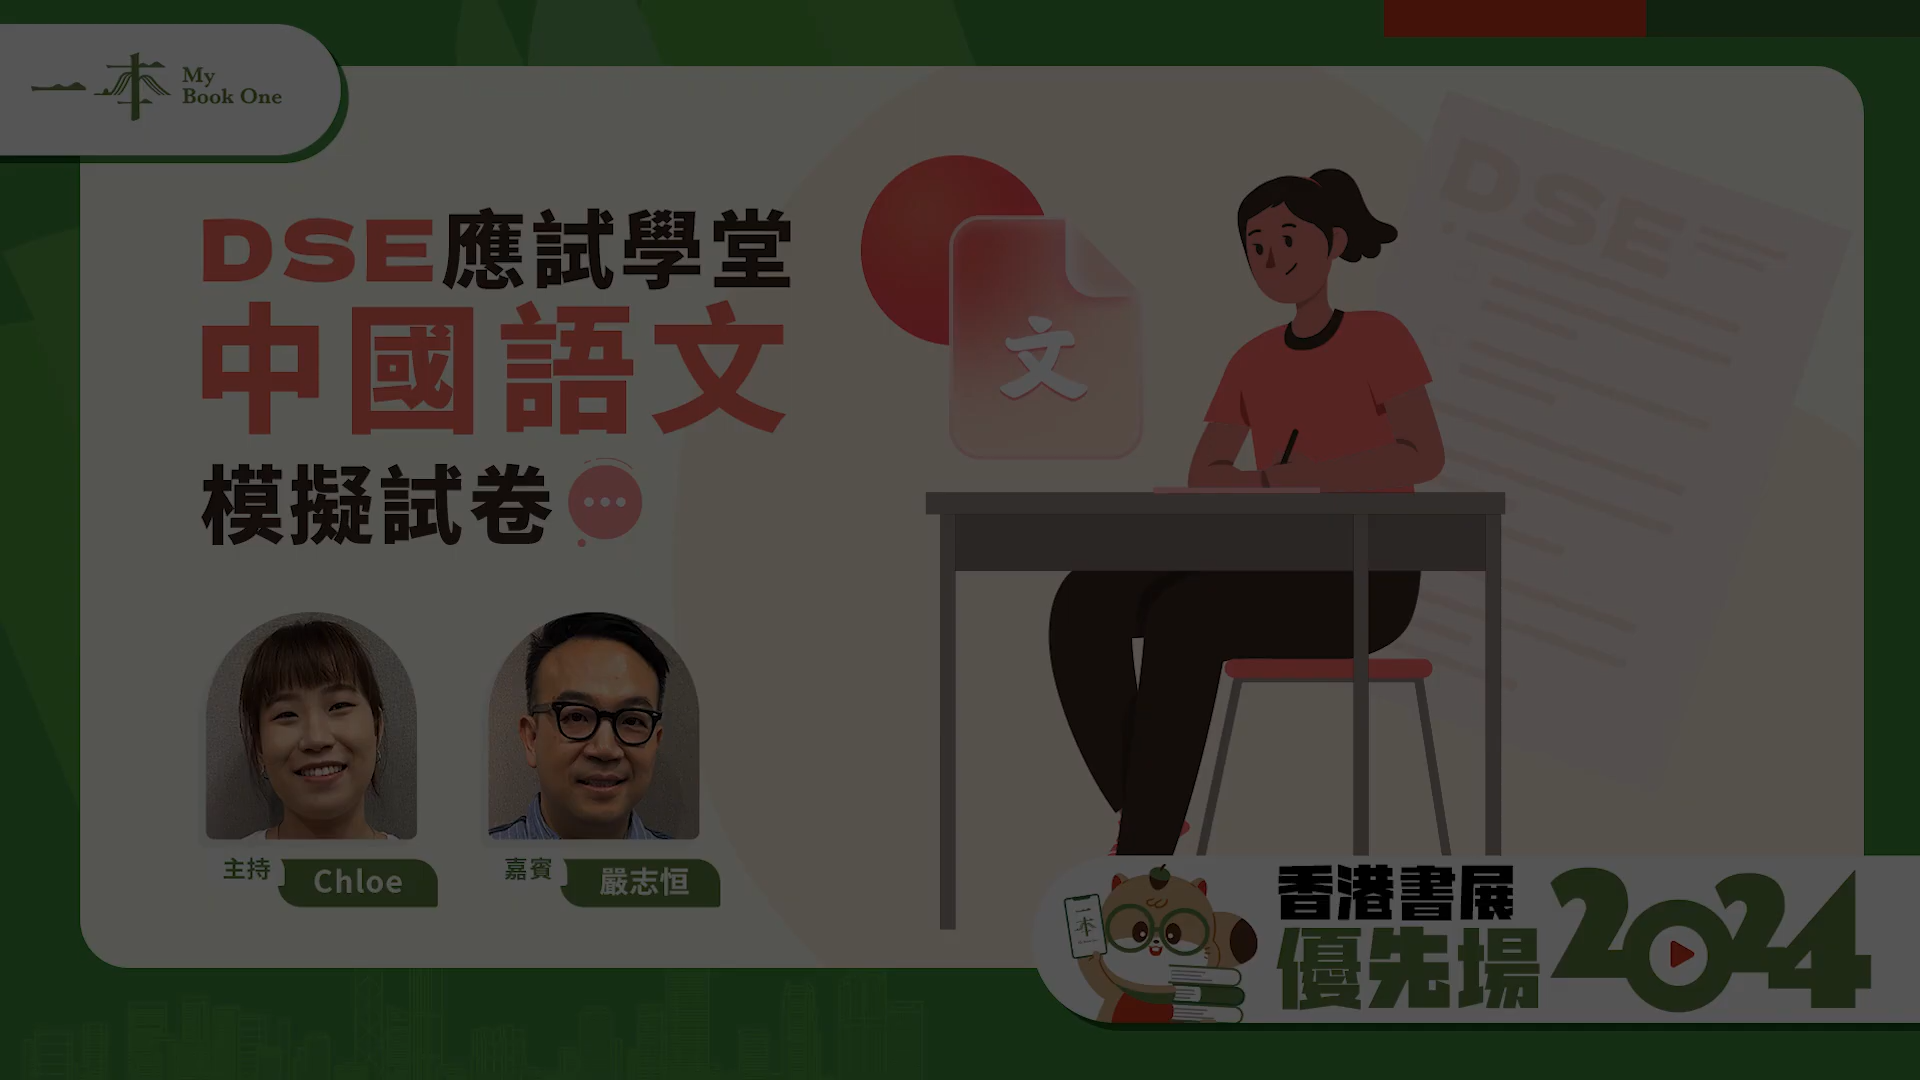 一本 My
Book One
DSE應試學堂
中國語文
模擬試卷
文
DSE
主持 Chloe
嘉賓 嚴志恒
一本
香港書展
優先場 2024